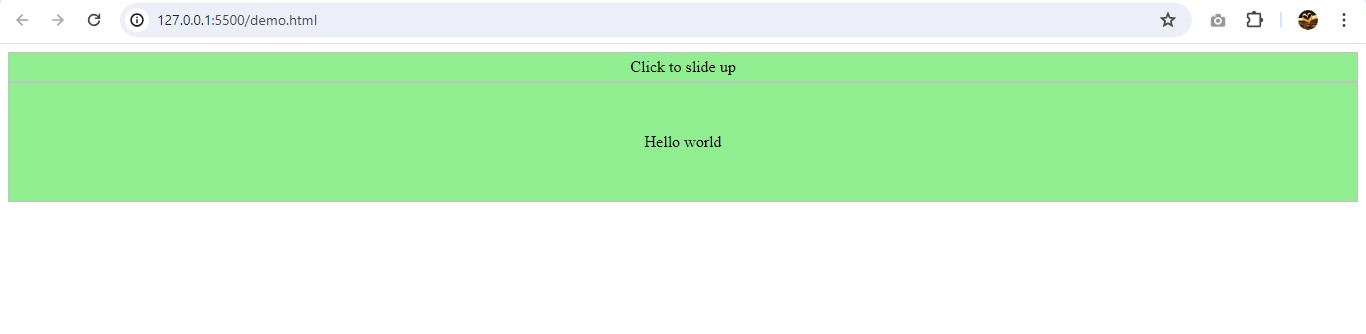 127.0.0.1:5500/demo.html
Click to slide up
Hello world